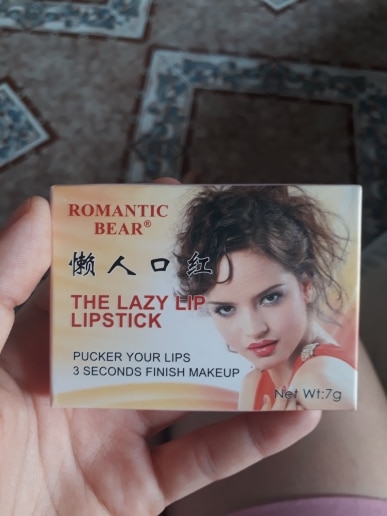 ROMANTIC
BEAR®
懒人口红
THE LAZY LIP
LIPSTICK
PUCKER YOUR LIPS
3 SECONDS FINISH MAKEUP
Net Wt:7g